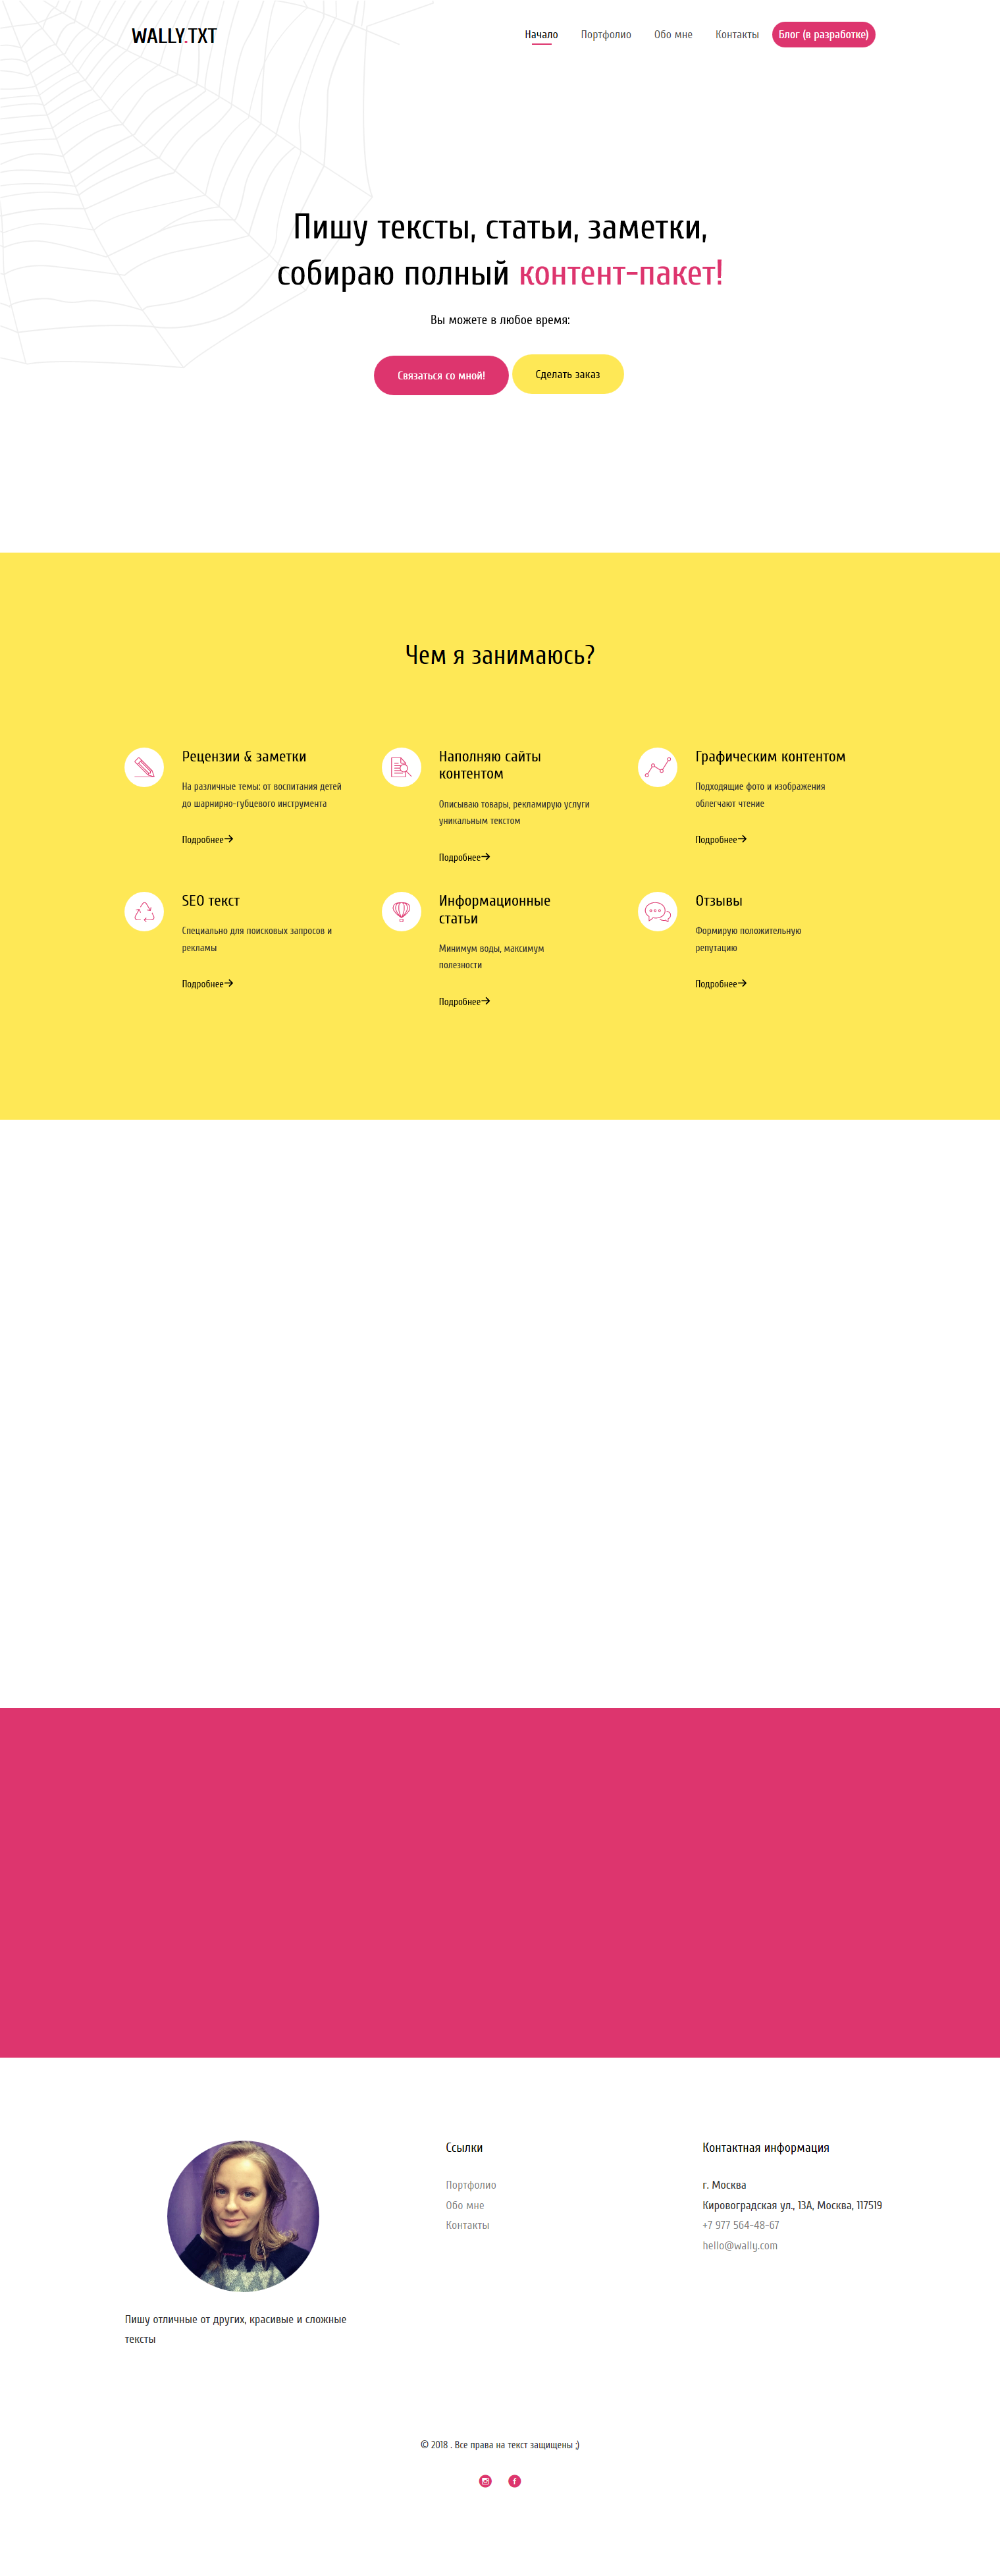 WALLY.TXT
Начало Портфолио Обо мне Контакты Блог (в разработке)
Пишу тексты, статьи, заметки,
собираю полный контент-пакет!
Вы можете в любое время:
Связаться со мной! Сделать заказ
Чем я занимаюсь?
Рецензии & заметки
На различные темы: от воспитания детей
до шарнирно-губцевого инструмента
Подробнее
Наполняю сайты
контентом
Описываю товары, рекламирую услуги
уникальным текстом
Подробнее
Графическим контентом
Подходящие фото и изображения
облегчают чтение
Подробнее
SEO текст
Специально для поисковых запросов и
рекламы
Подробнее
Информационные
статьи
Минимум воды, максимум
полезности
Подробнее
Отзывы
Формирую положительную
репутацию
Подробнее
Пишу отличные от других, красивые и сложные
тексты
Ссылки
Портфолио
Обо мне
Контакты
Контактная информация
г. Москва
Кировоградская ул., 13А, Москва, 117519
+7 977 564-48-67
hello@wally.com
© 2018 . Все права на текст защищены ;)